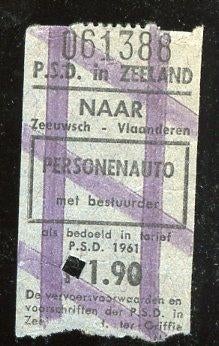 061388
P.S.D. in ZEELAND
NAAR
Zeeuwsch - Vlaanderen
PERSONENAUTO
met bestuurder
als bedoeld in tarief
P.S.D. 1961
1.90
De vervoersvoorwaarden en
voorschriften der P.S.D. in
ter Griffie